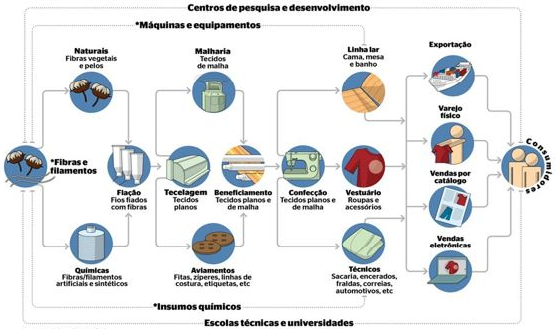 Centros de pesquisa e desenvolvimento
*Máquinas e equipamentos
Naturais
Fibras vegetais
e pelos
Malharia
Tecidos
de malha
Linha lar
Cama, mesa
e banho
Exportação
Varejo
físico
*Fibras e
filamentos
Fiação
Fios fiados
com fibras
Tecelagem
Tecidos
planos
Beneficiamento
Tecidos planos e
de malha
Confecção
Tecidos planos e
de malha
Vestuário
Roupas e
acessórios
Vendas por
catálogo
Consumidores
Químicas
Fibras/filamentos
artificiais e sintéticos
Aviamentos
Fitas, zíperes, linhas de
costura, etiquetas, etc
Técnicos
Sacaria, encerados,
fraldas, correias,
automotivos, etc
Vendas
eletrônicas
*Insumos químicos
Escolas técnicas e universidades